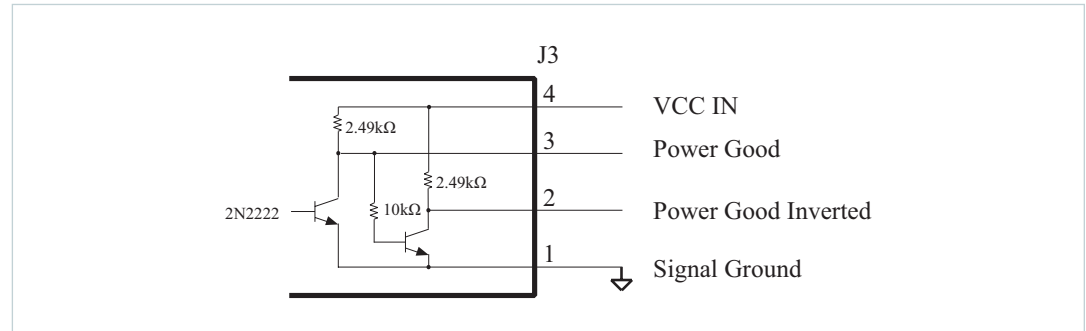 J3
4 VCC IN
2.49kΩ
3 Power Good
2.49kΩ
2N2222
10kΩ
2 Power Good Inverted
1 Signal Ground